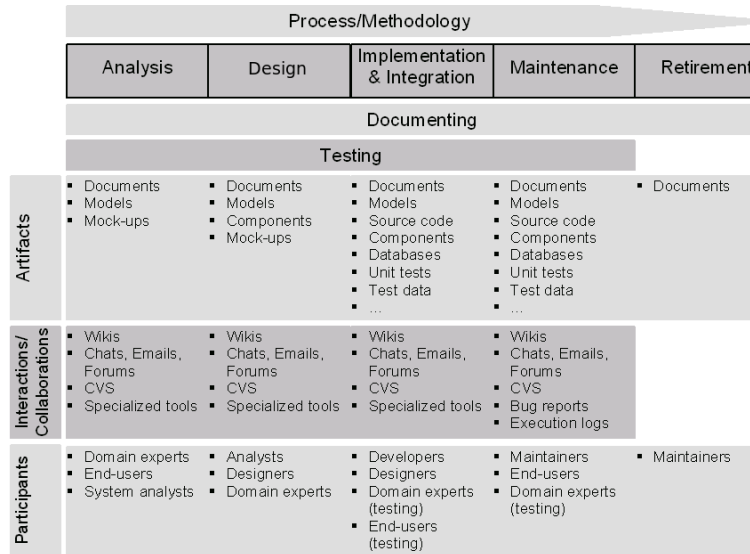 Process/Methodology
Analysis
Design
Implementation
& Integration
Maintenance
Retirement
Documenting
Testing
Artifacts
▪ Documents
▪ Models
▪ Mock-ups
▪ Documents
▪ Models
▪ Components
▪ Mock-ups
▪ Documents
▪ Models
▪ Source code
▪ Components
▪ Databases
▪ Unit tests
▪ Test data
▪ ...
▪ Documents
▪ Models
▪ Source code
▪ Components
▪ Databases
▪ Unit tests
▪ Test data
▪ ...
▪ Documents
Interactions/
Collaborations
▪ Wikis
▪ Chats, Emails,
Forums
▪ CVS
▪ Specialized tools
▪ Wikis
▪ Chats, Emails,
Forums
▪ CVS
▪ Specialized tools
▪ Wikis
▪ Chats, Emails,
Forums
▪ CVS
▪ Specialized tools
▪ Wikis
▪ Chats, Emails,
Forums
▪ CVS
▪ Bug reports
▪ Execution logs
Participants
▪ Domain experts
▪ End-users
▪ System analysts
▪ Analysts
▪ Designers
▪ Domain experts
▪ Developers
▪ Designers
▪ Domain experts
(testing)
▪ End-users
(testing)
▪ Maintainers
▪ End-users
▪ Domain experts
(testing)
▪ Maintainers